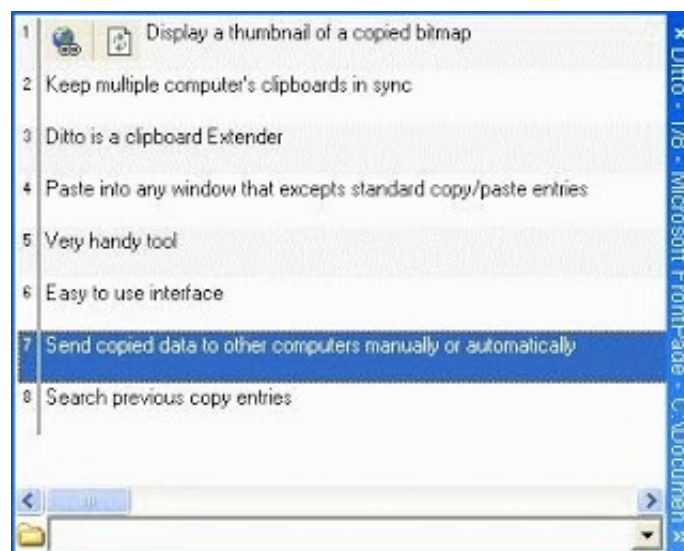 1 Display a thumbnail of a copied bitmap
2 Keep multiple computer's clipboards in sync
3 Ditto is a clipboard Extender
4 Paste into any window that excepts standard copy/paste entries
5 Very handy tool
6 Easy to use interface
7 Send copied data to other computers manually or automatically
8 Search previous copy entries
Ditto - 1/8 - Microsoft FrontPage - C:\Documen